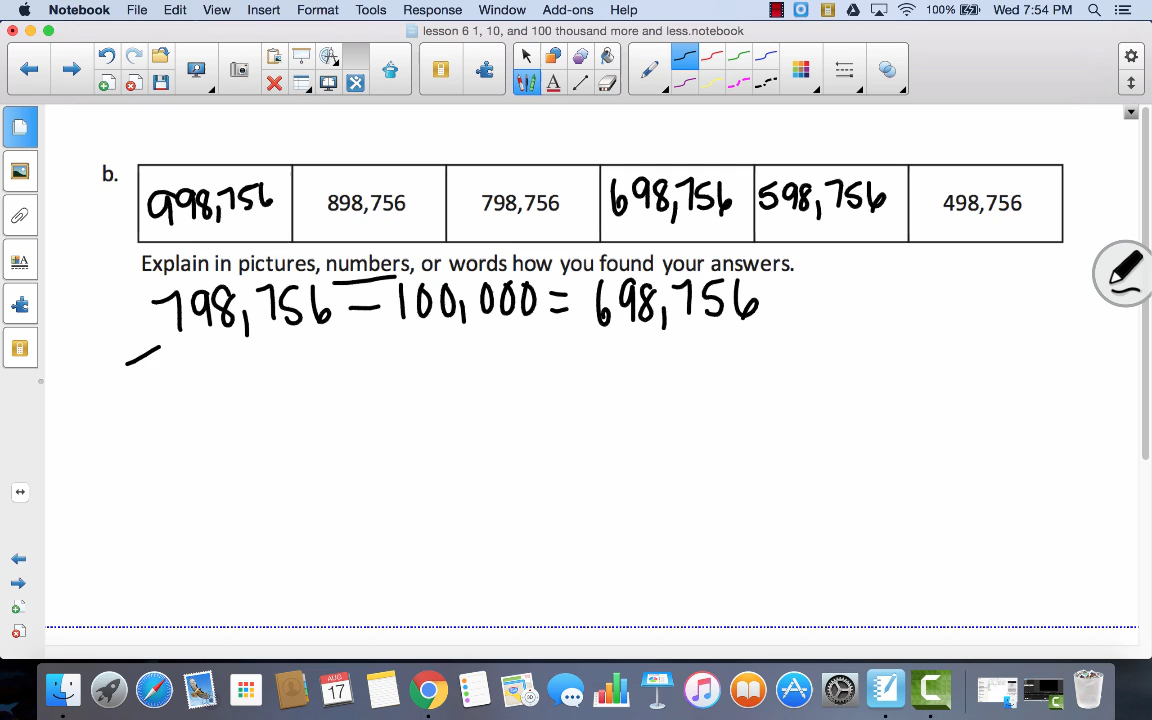 Notebook File Edit View Insert Format Tools Response Window Add-ons Help 100% Wed 7:54 PM
lesson 6 1, 10, and 100 thousand more and less.notebook
b. 998,756 898,756 798,756 698,756 598,756 498,756
Explain in pictures, numbers, or words how you found your answers.
798,756 — 100,000 = 698,756
AUG
17